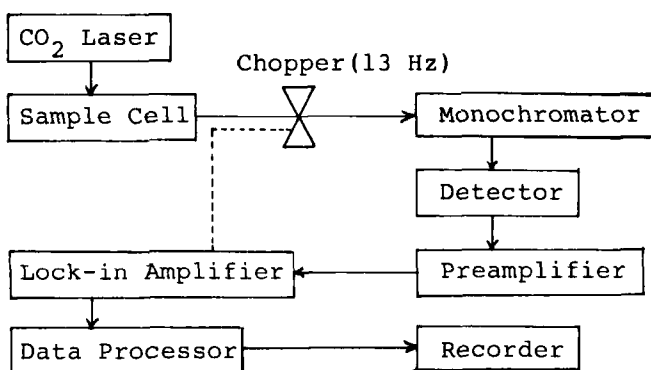 CO₂ Laser
Chopper(13 Hz)
Sample Cell
Monochromator
Detector
Lock-in Amplifier
Preamplifier
Data Processor
Recorder